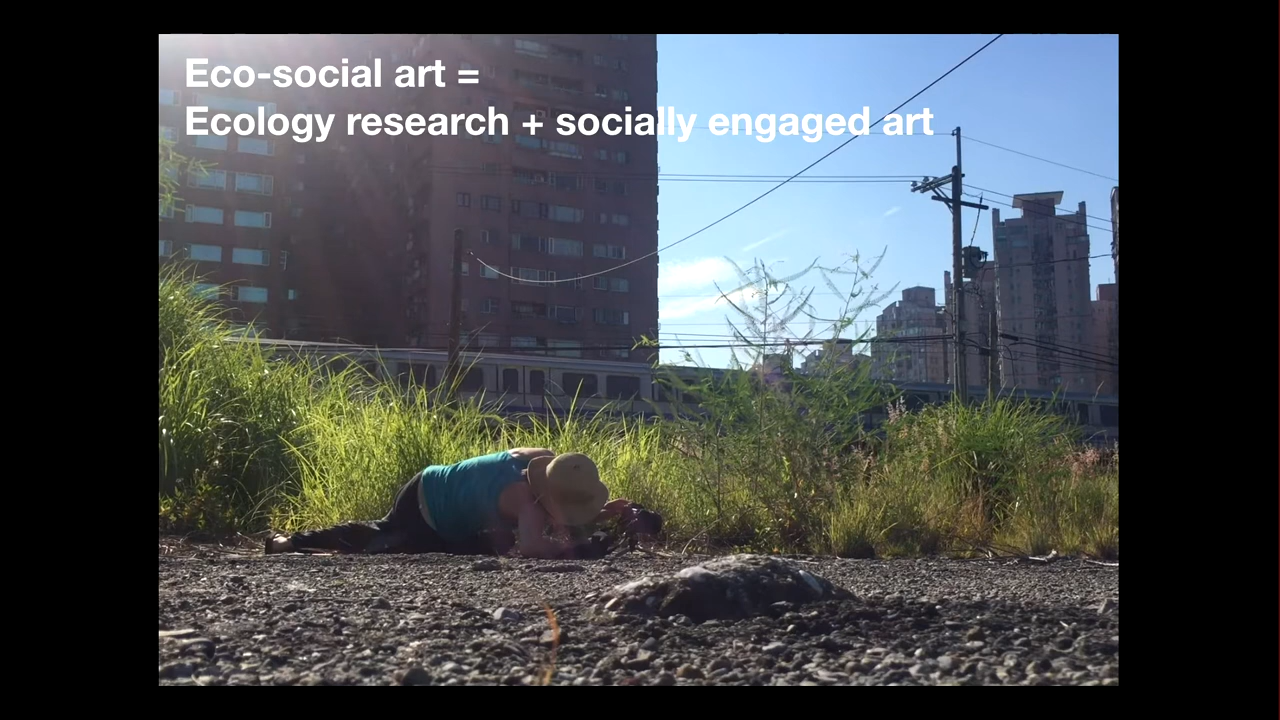 Eco-social art =
Ecology research + socially engaged art